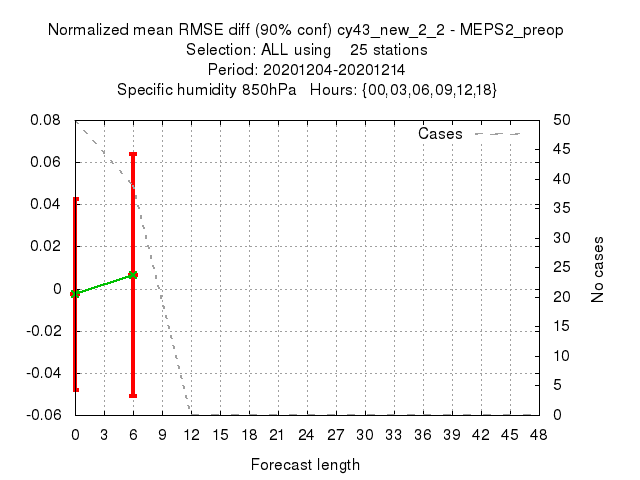 Normalized mean RMSE diff (90% conf) cy43_new_2_2 - MEPS2_preop
Selection: ALL using    25 stations
Period: 20201204-20201214
Specific humidity 850hPa   Hours: {00,03,06,09,12,18}
Cases
0.08
0.06
0.04
0.02
0
-0.02
-0.04
-0.06
50
45
40
35
30
25
20
15
10
5
0
No cases
0 3 6 9 12 15 18 21 24 27 30 33 36 39 42 45 48
Forecast length